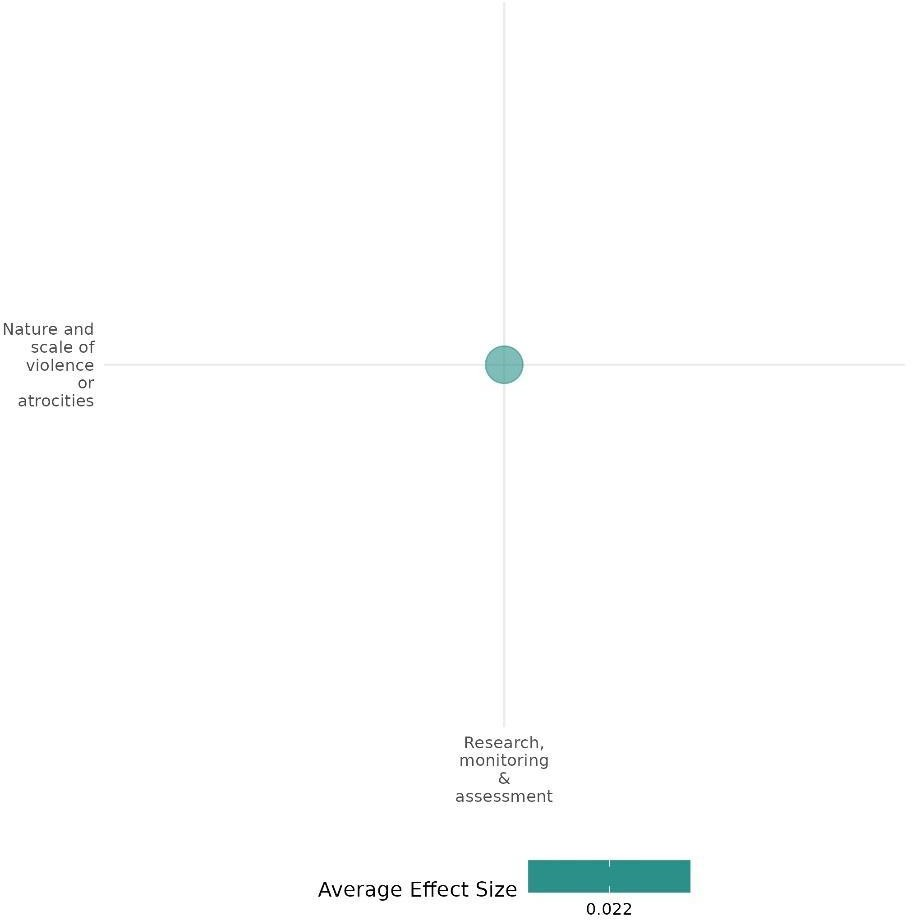 Nature and
scale of
violence
or
atrocities
Research,
monitoring
&
assessment
Average Effect Size
0.022